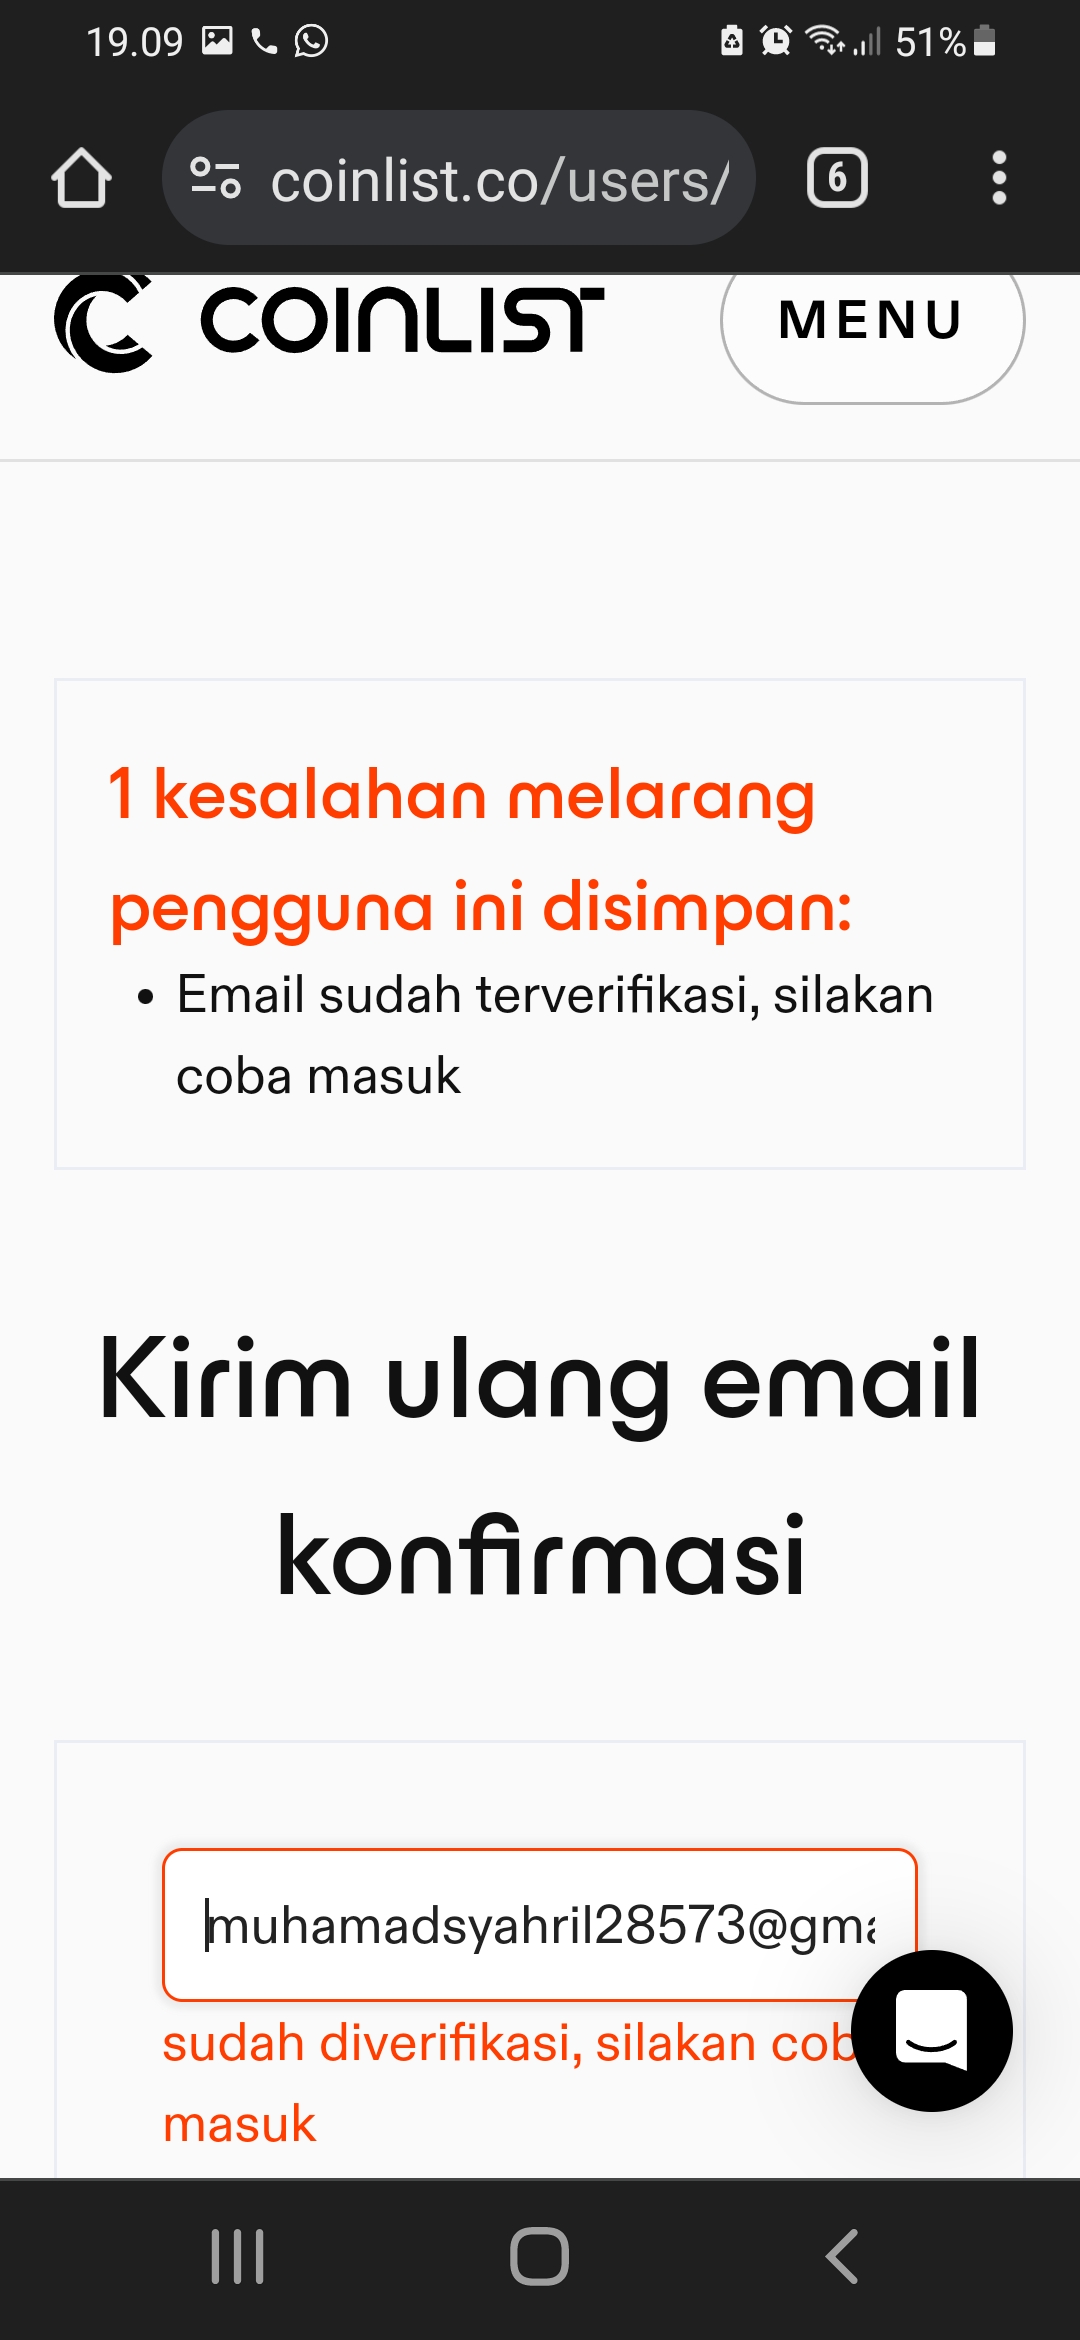 19.09
51%
coinlist.co/users/
6
COINLIST
MENU
1 kesalahan melarang
pengguna ini disimpan:
• Email sudah terverifikasi, silakan
coba masuk
Kirim ulang email
konfirmasi
muhamadsyahril28573@gma
sudah diverifikasi, silakan cob
masuk